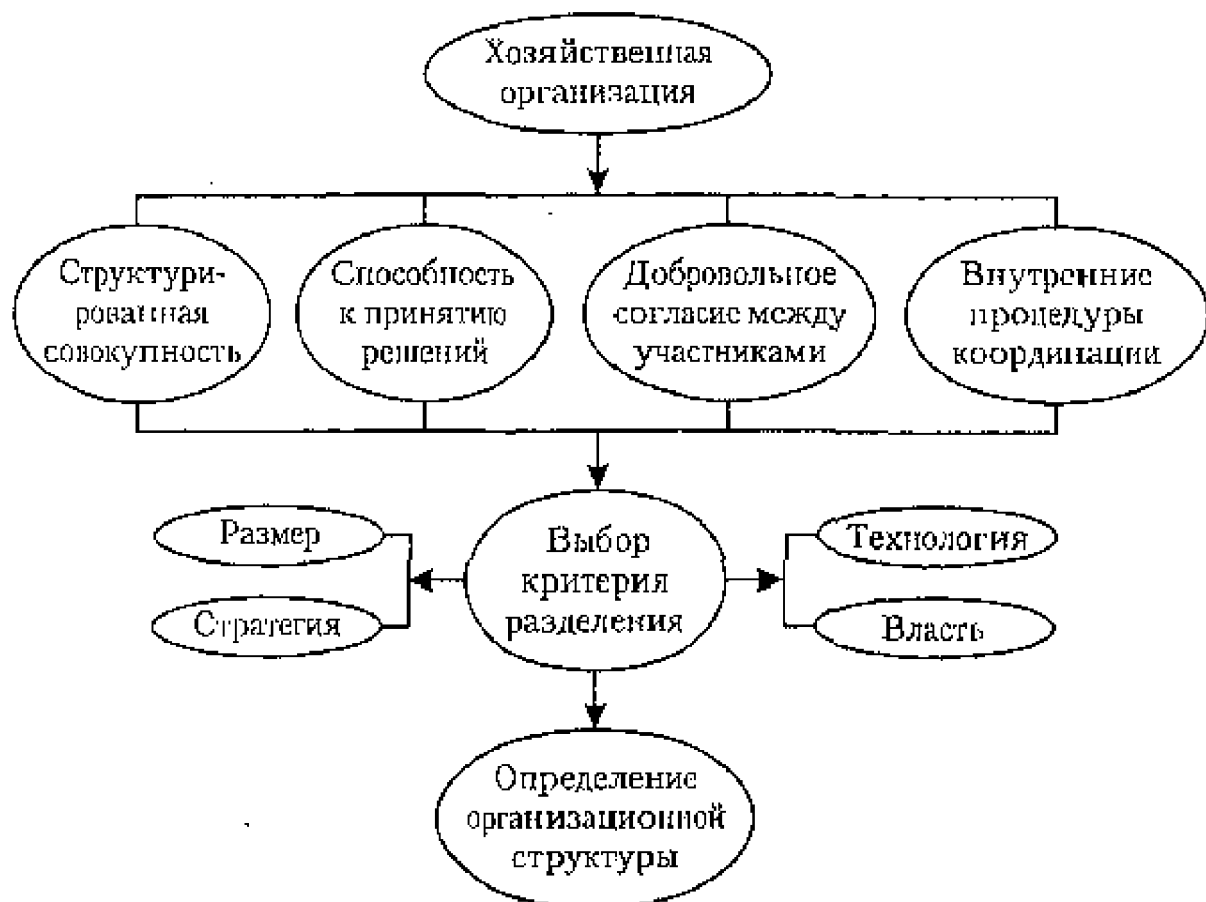 Хозяйственная
организация
Структури-
рованная
совокупность
Способность
к принятию
решений
Добровольное
согласие между
участниками
Внутренние
процедуры
координации
Размер
Стратегия
Выбор
критерия
разделения
Технология
Власть
Определение
организационной
структуры